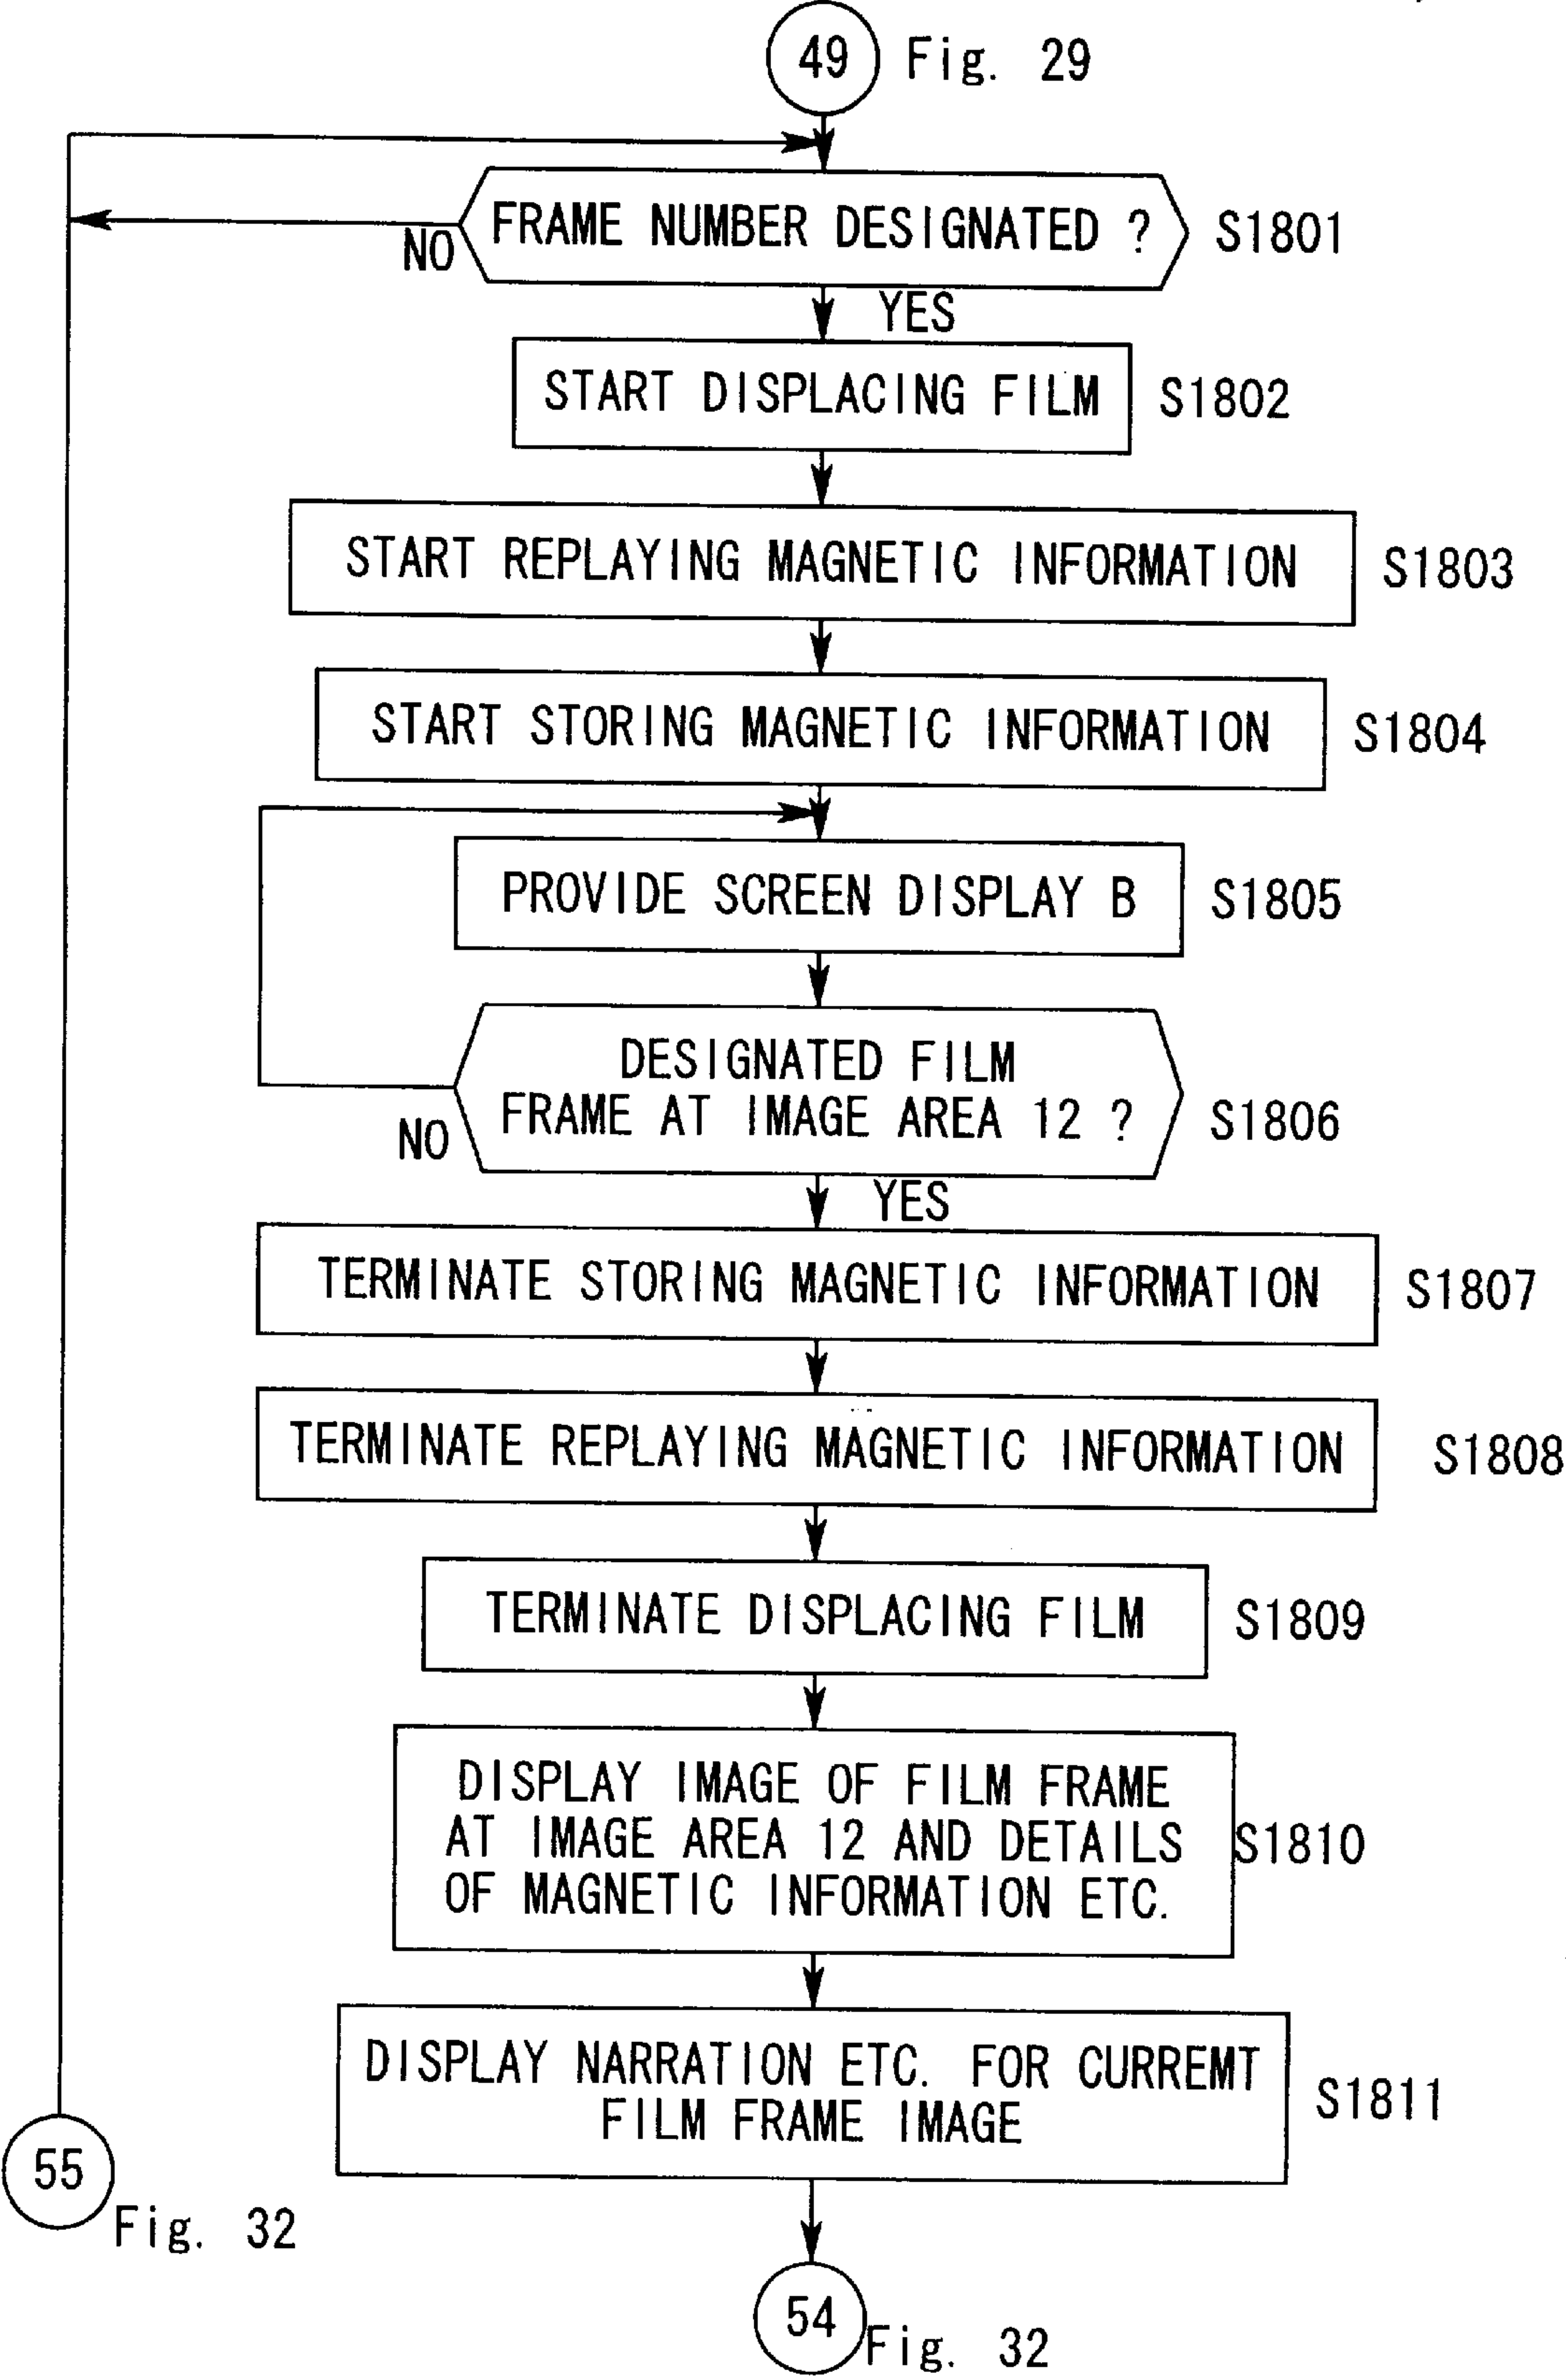 49 Fig. 29
FRAME NUMBER DESIGNATED ? S1801
NO
YES
START DISPLACING FILM S1802
START REPLAYING MAGNETIC INFORMATION S1803
START STORING MAGNETIC INFORMATION S1804
PROVIDE SCREEN DISPLAY B S1805
DESIGNATED FILM
FRAME AT IMAGE AREA 12 ? S1806
NO
YES
TERMINATE STORING MAGNETIC INFORMATION S1807
TERMINATE REPLAYING MAGNETIC INFORMATION S1808
TERMINATE DISPLACING FILM S1809
DISPLAY IMAGE OF FILM FRAME
AT IMAGE AREA 12 AND DETAILS S1810
OF MAGNETIC INFORMATION ETC.
DISPLAY NARRATION ETC. FOR CURREMT
FILM FRAME IMAGE S1811
55 Fig. 32
54 Fig. 32